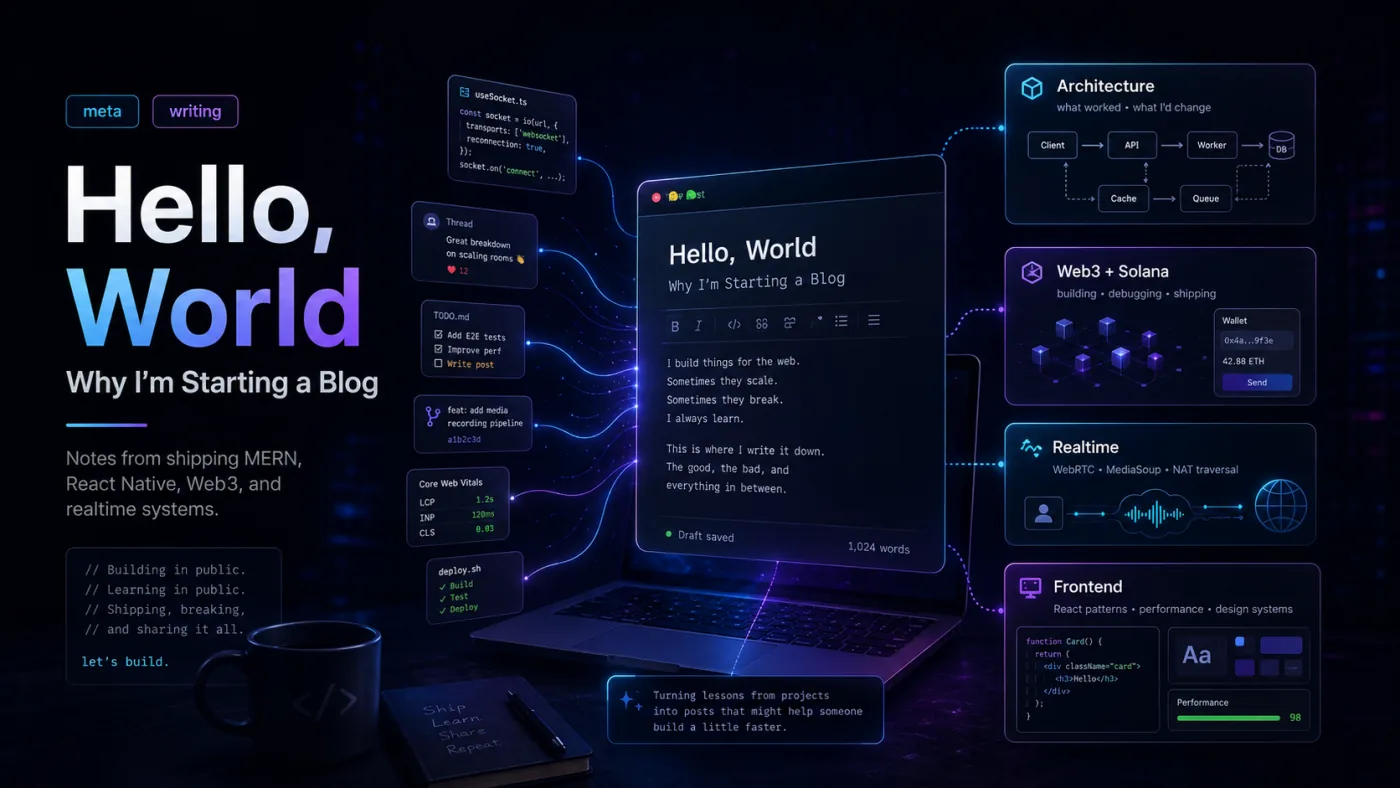 meta
writing
Hello,
World
Why I'm Starting a Blog
Notes from shipping MERN,
React Native, Web3, and
realtime systems.
// Building in public.
// Learning in public.
// Shipping, breaking,
// and sharing it all.
let's build.
useSocket.ts
const socket = io(url, {
transports: ['websocket'],
reconnection: true,
});
socket.on('connect', ...);
Thread
Great breakdown
on scaling rooms 👏
❤️ 12
TODO.md
Add E2E tests
Improve perf
Write post
feat: add media
recording pipeline
a1b2c3d
Core Web Vitals
LCP 1.2s
INP 120ms
CLS 0.03
deploy.sh
✓ Build
✓ Test
✓ Deploy
Ship
Learn
Share
Repeat
</>
Hello, World
Why I'm Starting a Blog
B I </>
I build things for the web.
Sometimes they scale.
Sometimes they break.
I always learn.
This is where I write it down.
The good, the bad, and
everything in between.
Draft saved
1,024 words
Turning lessons from projects
into posts that might help someone
build a little faster.
Architecture
what worked • what I'd change
Client
API
Worker
DB
Cache
Queue
Web3 + Solana
building • debugging • shipping
Wallet
0x4a...9f3e
42.88 ETH
Send
Realtime
WebRTC • MediaSoup • NAT traversal
Frontend
React patterns • performance • design systems
function Card() {
return (
<div className="card">
<h3>Hello</h3>
</div>
);
}
Aa
Performance
98